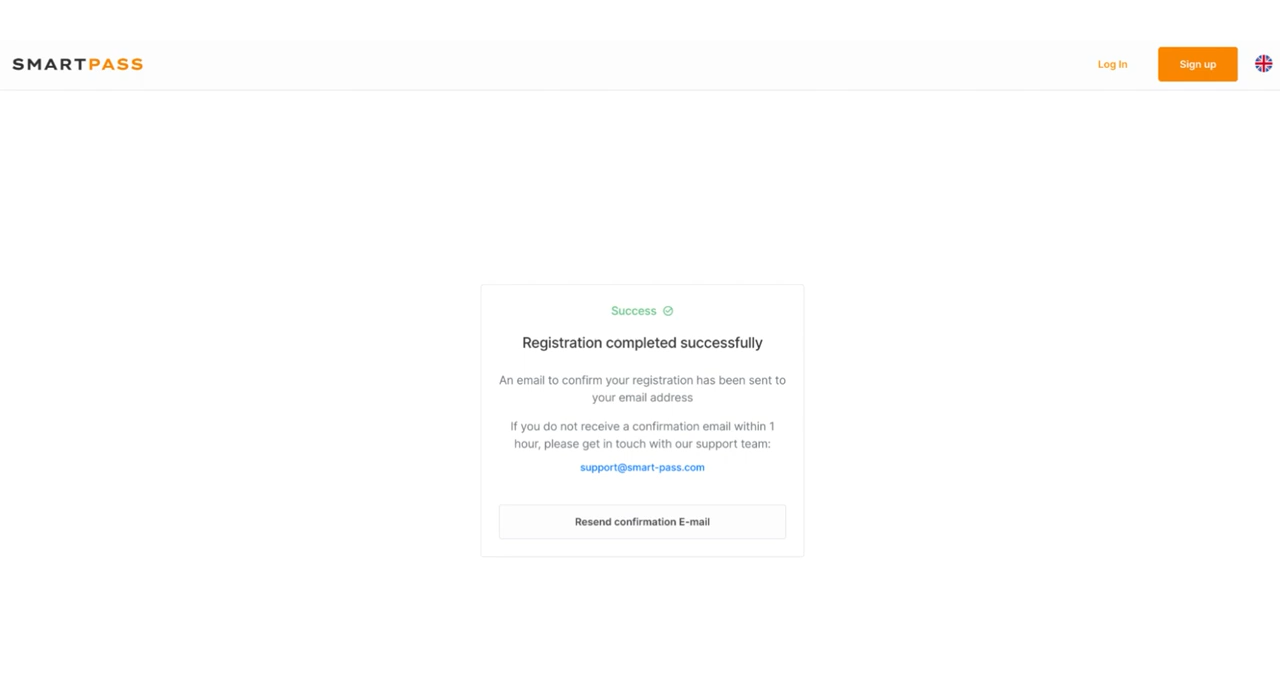 SMARTPASS
Log In
Sign up
Success
Registration completed successfully
An email to confirm your registration has been sent to
your email address
If you do not receive a confirmation email within 1
hour, please get in touch with our support team:
support@smart-pass.com
Resend confirmation E-mail